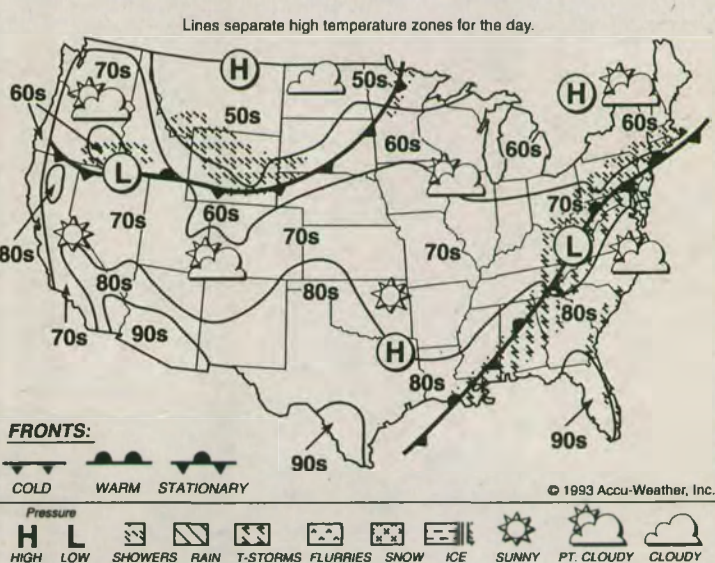 Lines separate high temperature zones for the day.
70s
50s
60s
50s
H
H
60s
60s
60s
L
70s
60s
70s
70s
70s
L
80s
80s
80s
80s
70s
90s
H
80s
90s
90s
FRONTS:
COLD WARM STATIONARY
© 1993 Accu-Weather, Inc.
Pressure
H L
HIGH LOW SHOWERS RAIN T-STORMS FLURRIES SNOW ICE SUNNY PT. CLOUDY CLOUDY